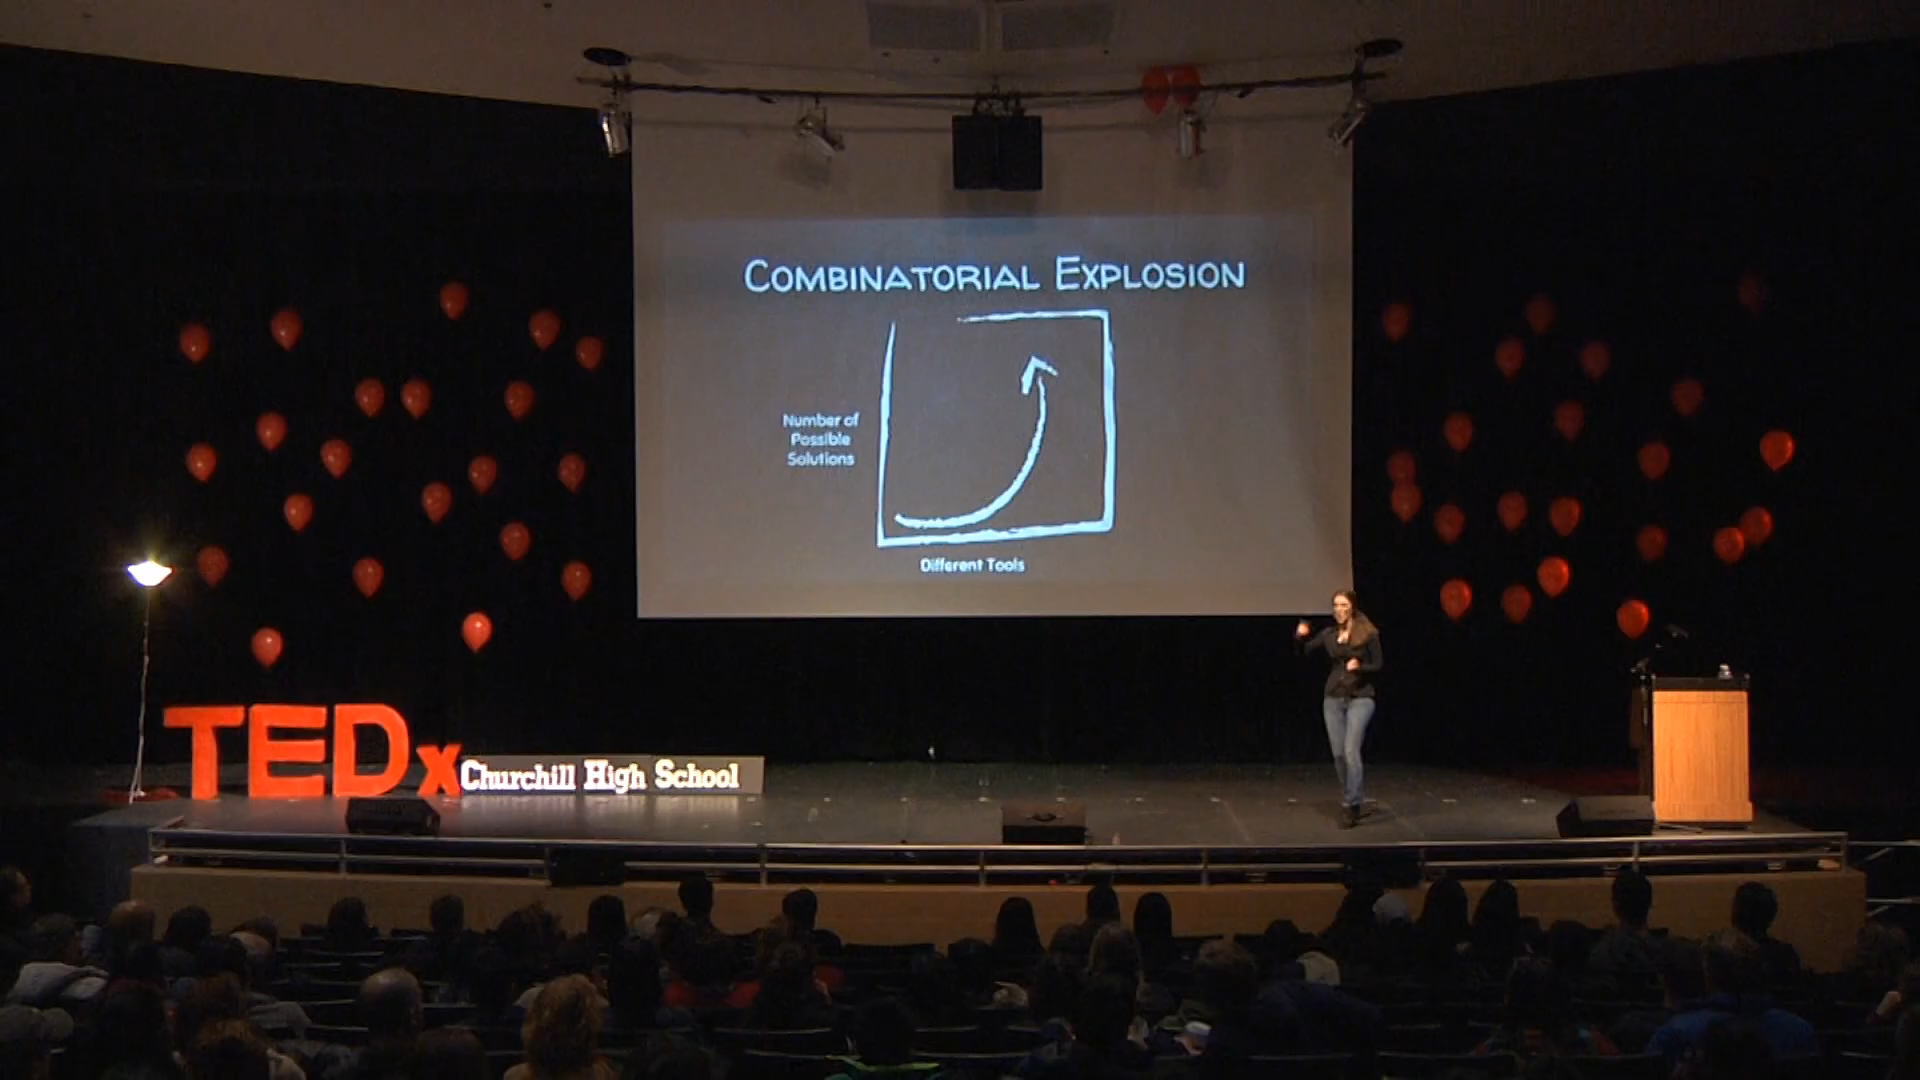 COMBINATORIAL EXPLOSION
Number of
Possible
Solutions
Different Tools
TEDx
Churchill High School